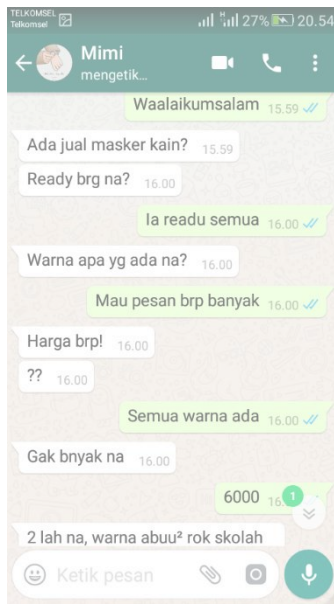 TELKOMSEL
Telkomsel
27% 20.54
Mimi
mengetik...
Waalaikumsalam 15.59
Ada jual masker kain? 15.59
Ready brg na? 16.00
Ia readu semua 16.00
Warna apa yg ada na? 16.00
Mau pesan brp banyak 16.00
Harga brp! 16.00
?? 16.00
Semua warna ada 16.00
Gak bnyak na 16.00
6000 16
1
2 lah na, warna abuu² rok skolah
Ketik pesan